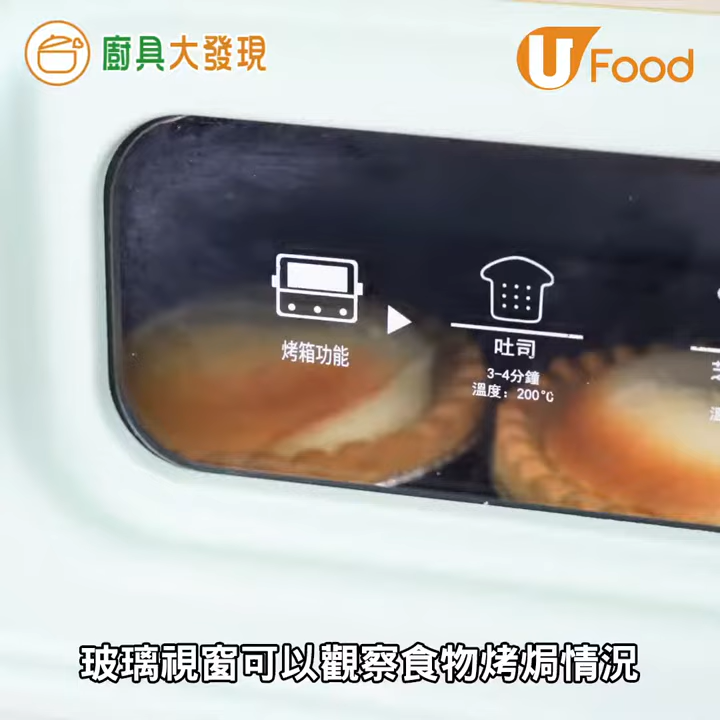 廚具大發現
U Food
烤箱功能
吐司
3-4分鐘
溫度：200℃
玻璃視窗可以觀察食物烤焗情況